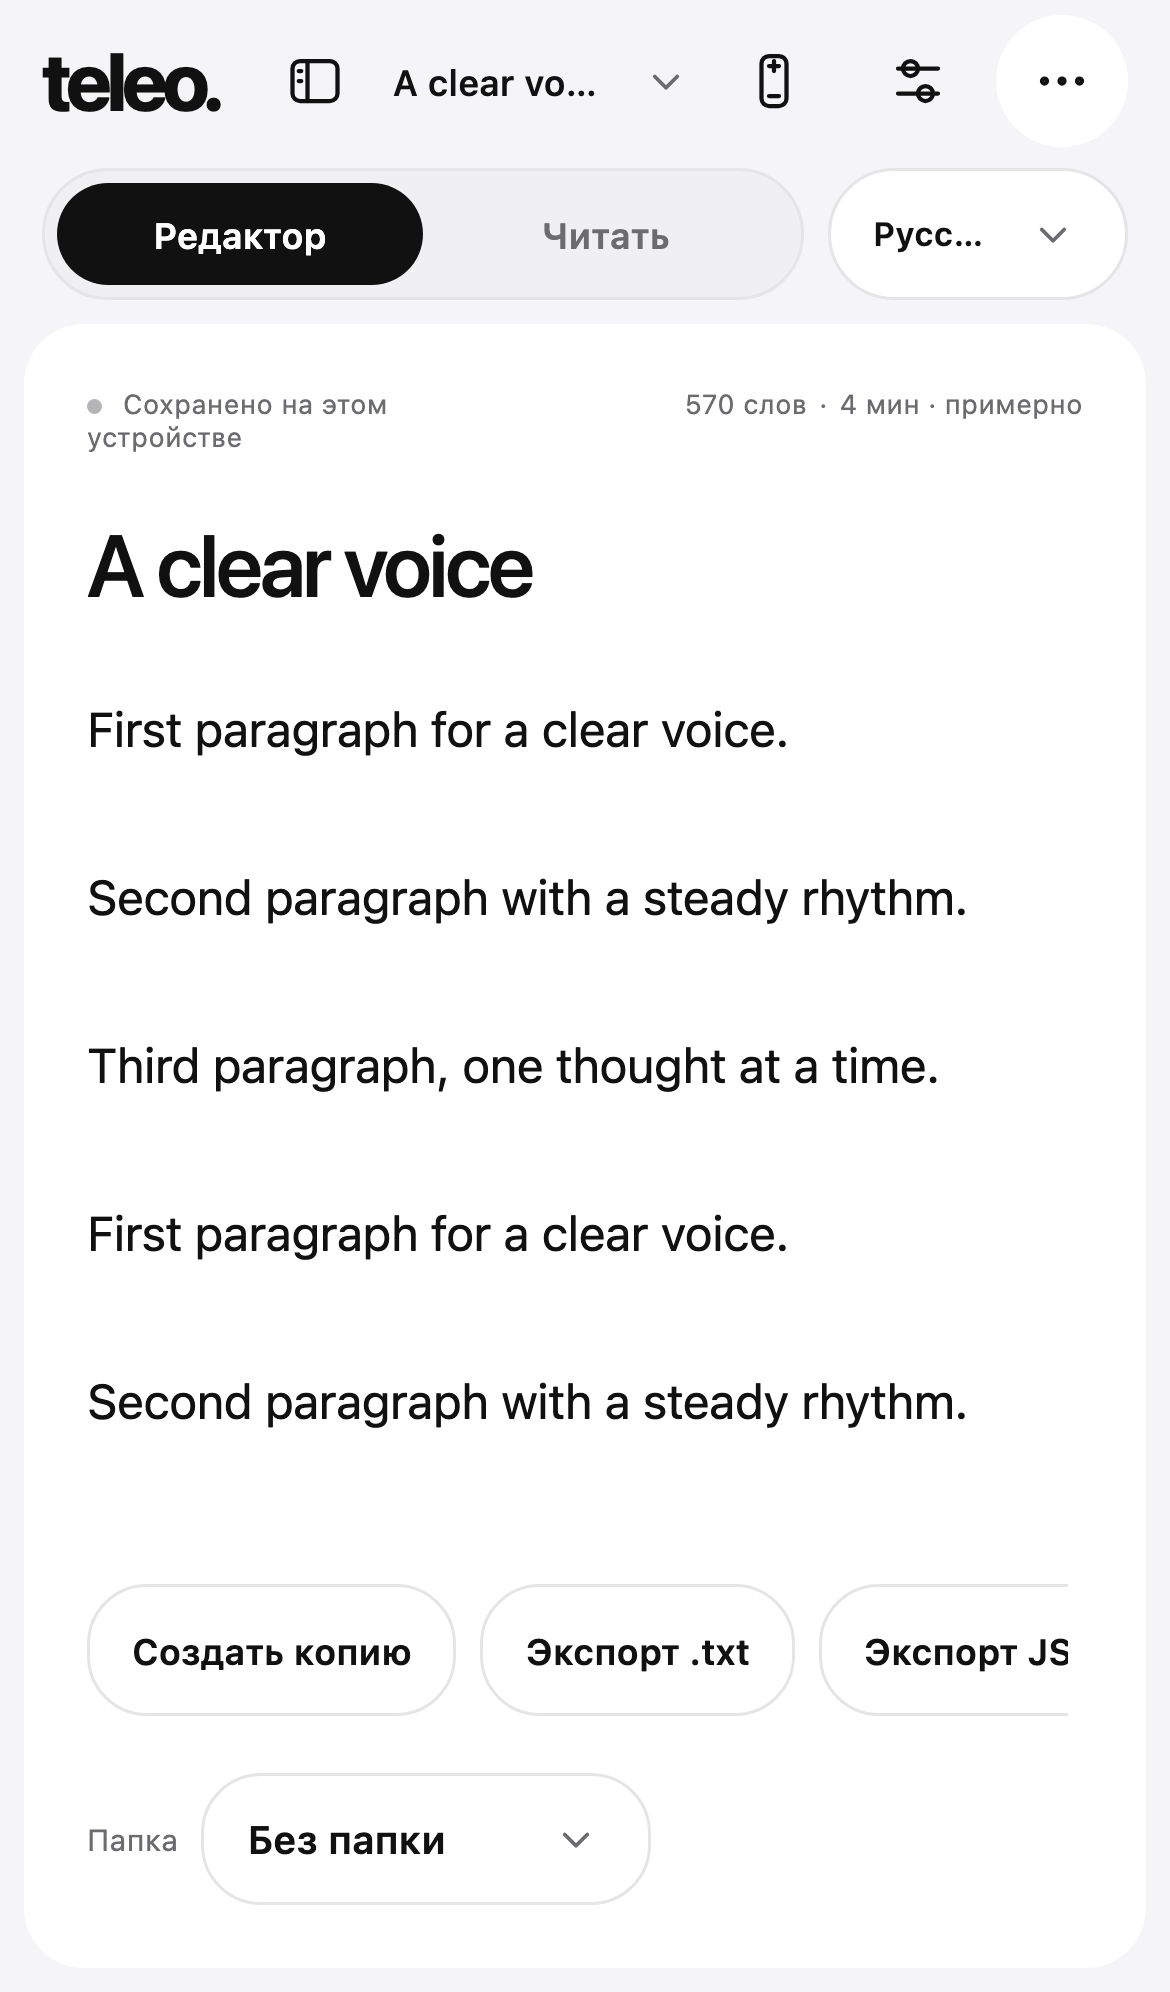 teleo.
A clear vo...
Редактор
Читать
Русс...
Сохранено на этом
устройстве
570 слов · 4 мин · примерно
A clear voice
First paragraph for a clear voice.
Second paragraph with a steady rhythm.
Third paragraph, one thought at a time.
First paragraph for a clear voice.
Second paragraph with a steady rhythm.
Создать копию
Экспорт .txt
Экспорт JS
Папка
Без папки